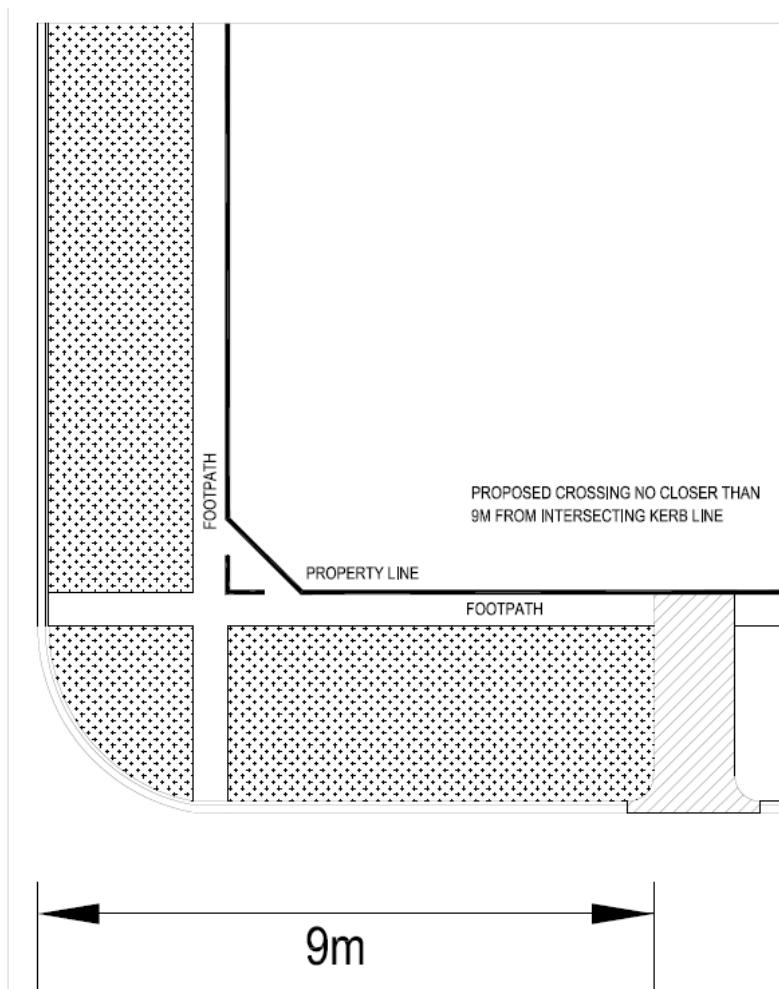 FOOTPATH
PROPOSED CROSSING NO CLOSER THAN
9M FROM INTERSECTING KERB LINE
PROPERTY LINE
FOOTPATH
9m